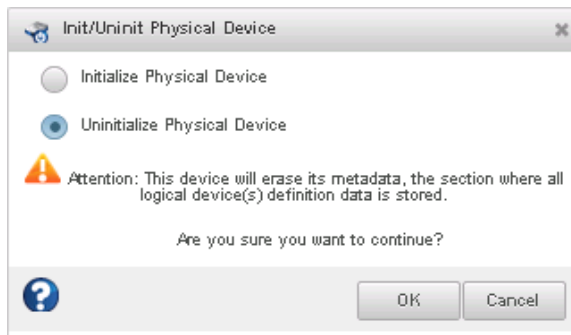 Init/Uninit Physical Device
Initialize Physical Device
Uninitialize Physical Device
Attention: This device will erase its metadata, the section where all
logical device(s) definition data is stored.
Are you sure you want to continue?
OK
Cancel